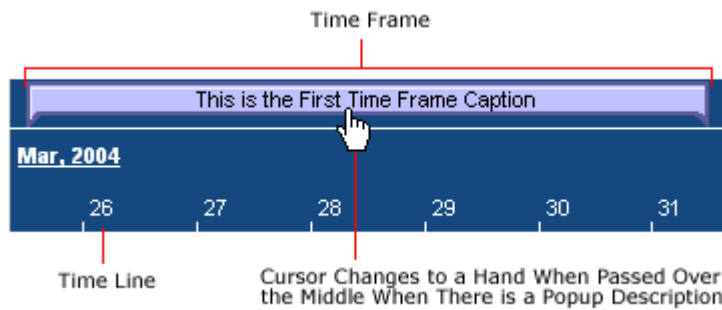 Time Frame
This is the First Time Frame Caption
Mar, 2004
26 27 28 29 30 31
Time Line
Cursor Changes to a Hand When Passed Over
the Middle When There is a Popup Description